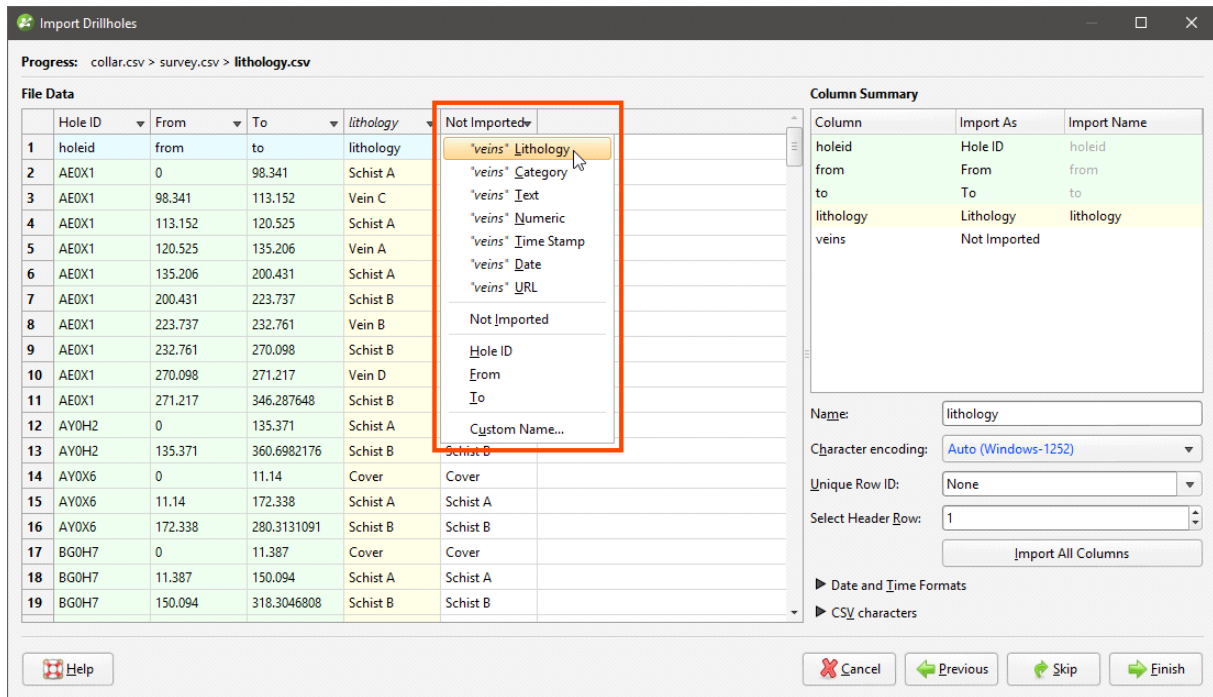 Import Drillholes
Progress: collar.csv > survey.csv > lithology.csv
File Data
Hole ID From To lithology Not Imported
1 holeid from to lithology
2 AE0X1 0 98.341 Schist A
3 AE0X1 98.341 113.152 Vein C
4 AE0X1 113.152 120.525 Schist A
5 AE0X1 120.525 135.206 Vein A
6 AE0X1 135.206 200.431 Schist A
7 AE0X1 200.431 223.737 Schist B
8 AE0X1 223.737 232.761 Vein B
9 AE0X1 232.761 270.098 Schist B
10 AE0X1 270.098 271.217 Vein D
11 AE0X1 271.217 346.287648 Schist B
12 AY0H2 0 135.371 Schist A
13 AY0H2 135.371 360.6982176 Schist B Schist B
14 AY0X6 0 11.14 Cover Cover
15 AY0X6 11.14 172.338 Schist A Schist A
16 AY0X6 172.338 280.3131091 Schist B Schist B
17 BG0H7 0 11.387 Cover Cover
18 BG0H7 11.387 150.094 Schist A Schist A
19 BG0H7 150.094 318.3046808 Schist B Schist B
"veins" Lithology
"veins" Category
"veins" Text
"veins" Numeric
"veins" Time Stamp
"veins" Date
"veins" URL
Not Imported
Hole ID
From
To
Custom Name...
Column Summary
Column Import As Import Name
holeid Hole ID holeid
from From from
to To to
lithology Lithology lithology
veins Not Imported
Name: lithology
Character encoding: Auto (Windows-1252)
Unique Row ID: None
Select Header Row: 1
Import All Columns
Date and Time Formats
CSV characters
Help
Cancel
Previous
Skip
Finish